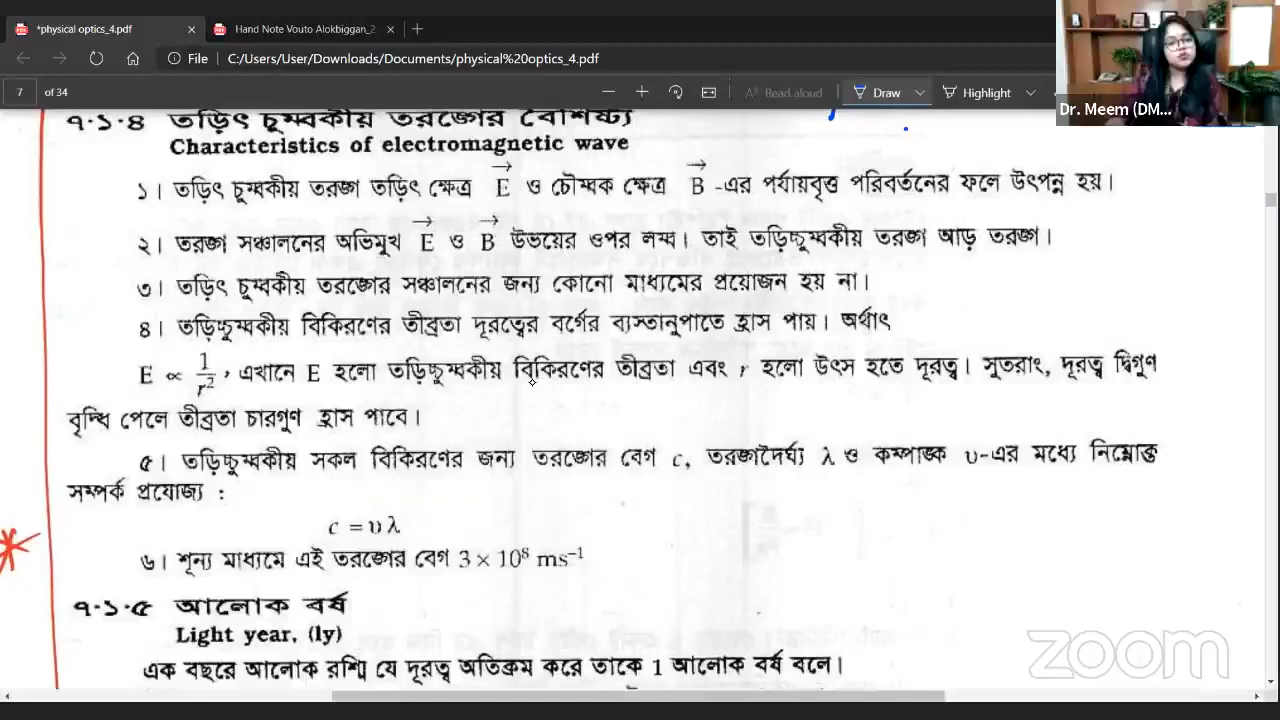 *physical optics_4.pdf
Hand Note Vouto Alokbiggan_2
File C:/Users/User/Downloads/Documents/physical%20optics_4.pdf
7 of 34 Read aloud Draw Highlight
Dr. Meem (DM...
৭·১·৪ তড়িৎ চুম্বকীয় তরঙ্গের বৈশিষ্ট্য
Characteristics of electromagnetic wave
১। তড়িৎ চুম্বকীয় তরঙ্গ তড়িৎ ক্ষেত্র E⃗ ও চৌম্বক ক্ষেত্র B⃗ -এর পর্যায়বৃত্ত পরিবর্তনের ফলে উৎপন্ন হয়।
২। তরঙ্গ সঞ্চালনের অভিমুখ E⃗ ও B⃗ উভয়ের ওপর লম্ব। তাই তড়িচ্চুম্বকীয় তরঙ্গ আড় তরঙ্গ।
৩। তড়িৎ চুম্বকীয় তরঙ্গের সঞ্চালনের জন্য কোনো মাধ্যমের প্রয়োজন হয় না।
৪। তড়িচ্চুম্বকীয় বিকিরণের তীব্রতা দূরত্বের বর্গের ব্যস্তানুপাতে হ্রাস পায়। অর্থাৎ
E ∝ 1/r², এখানে E হলো তড়িচ্চুম্বকীয় বিকিরণের তীব্রতা এবং r হলো উৎস হতে দূরত্ব। সুতরাং, দূরত্ব দ্বিগুণ
বৃদ্ধি পেলে তীব্রতা চারগুণ হ্রাস পাবে।
৫। তড়িচ্চুম্বকীয় সকল বিকিরণের জন্য তরঙ্গের বেগ c, তরঙ্গদৈর্ঘ্য λ ও কম্পাঙ্ক υ-এর মধ্যে নিম্নোক্ত
সম্পর্ক প্রযোজ্য :
c = υ λ
৬। শূন্য মাধ্যমে এই তরঙ্গের বেগ 3 × 10⁸ ms⁻¹
৭·১·৫ আলোক বর্ষ
Light year, (ly)
এক বছরে আলোক রশ্মি যে দূরত্ব অতিক্রম করে তাকে 1 আলোক বর্ষ বলে।
zoom